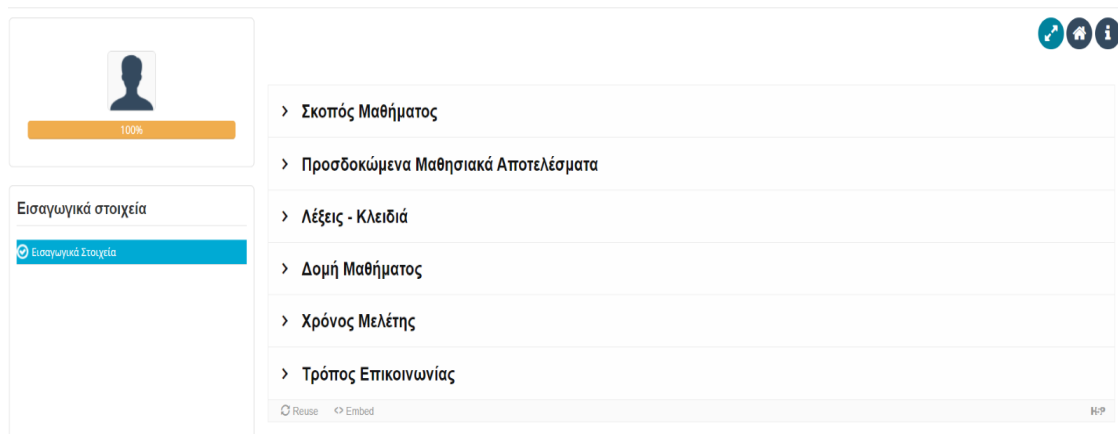 100%
Εισαγωγικά στοιχεία
Εισαγωγικά Στοιχεία
Σκοπός Μαθήματος
Προσδοκώμενα Μαθησιακά Αποτελέσματα
Λέξεις - Κλειδιά
Δομή Μαθήματος
Χρόνος Μελέτης
Τρόπος Επικοινωνίας
Reuse <> Embed
H-P